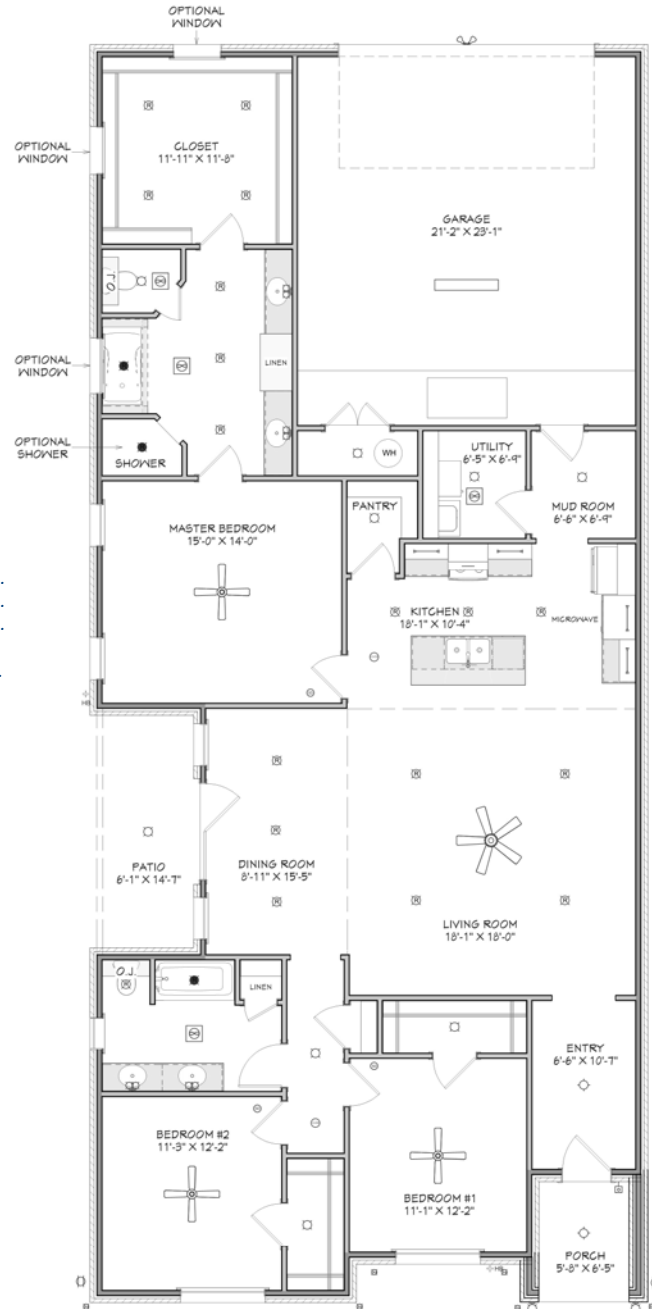 OPTIONAL
WINDOW
OPTIONAL
WINDOW
CLOSET
11'-11" X 11'-8"
GARAGE
21'-2" X 23'-1"
O.J.
OPTIONAL
WINDOW
LINEN
OPTIONAL
SHOWER
SHOWER
WH
UTILITY
6'-5" X 6'-9"
MUD ROOM
6'-6" X 6'-9"
PANTRY
MASTER BEDROOM
15'-0" X 14'-0"
KITCHEN
18'-1" X 10'-4"
MICROWAVE
HB
PATIO
6'-1" X 14'-7"
DINING ROOM
8'-11" X 15'-5"
LIVING ROOM
18'-1" X 18'-0"
O.J.
LINEN
ENTRY
6'-6" X 10'-7"
BEDROOM #2
11'-3" X 12'-2"
BEDROOM #1
11'-1" X 12'-2"
PORCH
5'-8" X 6'-5"
HB